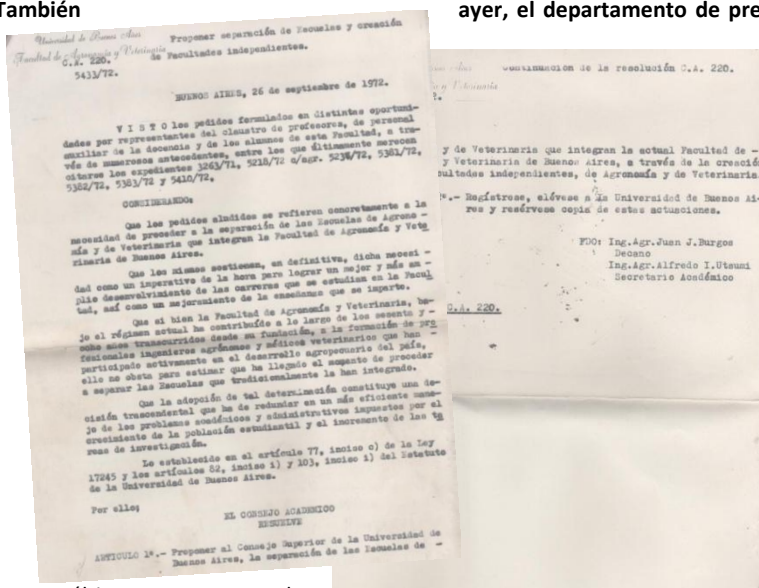 También
ayer, el departamento de pre
Universidad de Buenos Aires
Facultad de Agronomía y Veterinaria
Proponer separación de Escuelas y creación
C.A. 220. de Facultades independientes.
5433/72.
BUENOS AIRES, 26 de septiembre de 1972.
V I S T O los pedidos formulados en distintas oportuni-
dades por representantes del claustro de profesores, de personal
auxiliar de la docencia y de los alumnos de esta Facultad, a tra-
vés de numerosos antecedentes, entre los que últimamente merecen
citarse los expedientes 3263/71, 5218/72 c/agr. 5381/72,
5382/72, 5383/72 y 5410/72,
CONSIDERANDO:
Que los pedidos aludidos se refieren concretamente a la
necesidad de proceder a la separación de las Escuelas de Agrono -
mía y de Veterinaria que integran la Facultad de Agronomía y Vete
rinaria de Buenos Aires.
Que los mismos sostienen, en definitiva, dicha necesi -
dad como un imperativo de la hora para lograr un mejor y más am -
plio desenvolvimiento de las carreras que se estudian en la Facul
tad, así como un mejoramiento de la enseñanza que se imparte.
Que si bien la Facultad de Agronomía y Veterinaria, ba-
jo el régimen actual ha contribuído a lo largo de los sesenta y -
ocho años transcurridos desde su fundación, a la formación de pro
fesionales ingenieros agrónomos y médicos veterinarios que han -
participado activamente en el desarrollo agropecuario del país,
ello no obsta para estimar que ha llegado el momento de proceder
a separar las Escuelas que tradicionalmente la han integrado.
Que la adopción de tal determinación constituye una de-
cisión trascendental que ha de redundar en un más eficiente mane-
jo de los problemas académicos y administrativos impuestos por el
crecimiento de la población estudiantil y el incremento de las ta
reas de investigación.
Lo establecido en el artículo 77, inciso c) de la Ley
17245 y los artículos 82, inciso i) y 103, inciso i) del Estatuto
de la Universidad de Buenos Aires.
Por ello;
EL CONSEJO ACADEMICO
RESUELVE
ARTICULO 1º.- Proponer al Consejo Superior de la Universidad de
Buenos Aires, la separación de las Escuelas de -
Continuación de la resolución C.A. 220.
y de Veterinaria que integran la actual Facultad de -
y Veterinaria de Buenos Aires, a través de la creació
ultades independientes, de Agronomía y de Veterinaria
º.- Regístrese, elévese a la Universidad de Buenos Ai-
res y resérvese copia de estas actuaciones.
FDO: Ing.Agr.Juan J.Burgos
Decano
Ing.Agr.Alfredo I.Utsumi
Secretario Académico
C.A. 220.